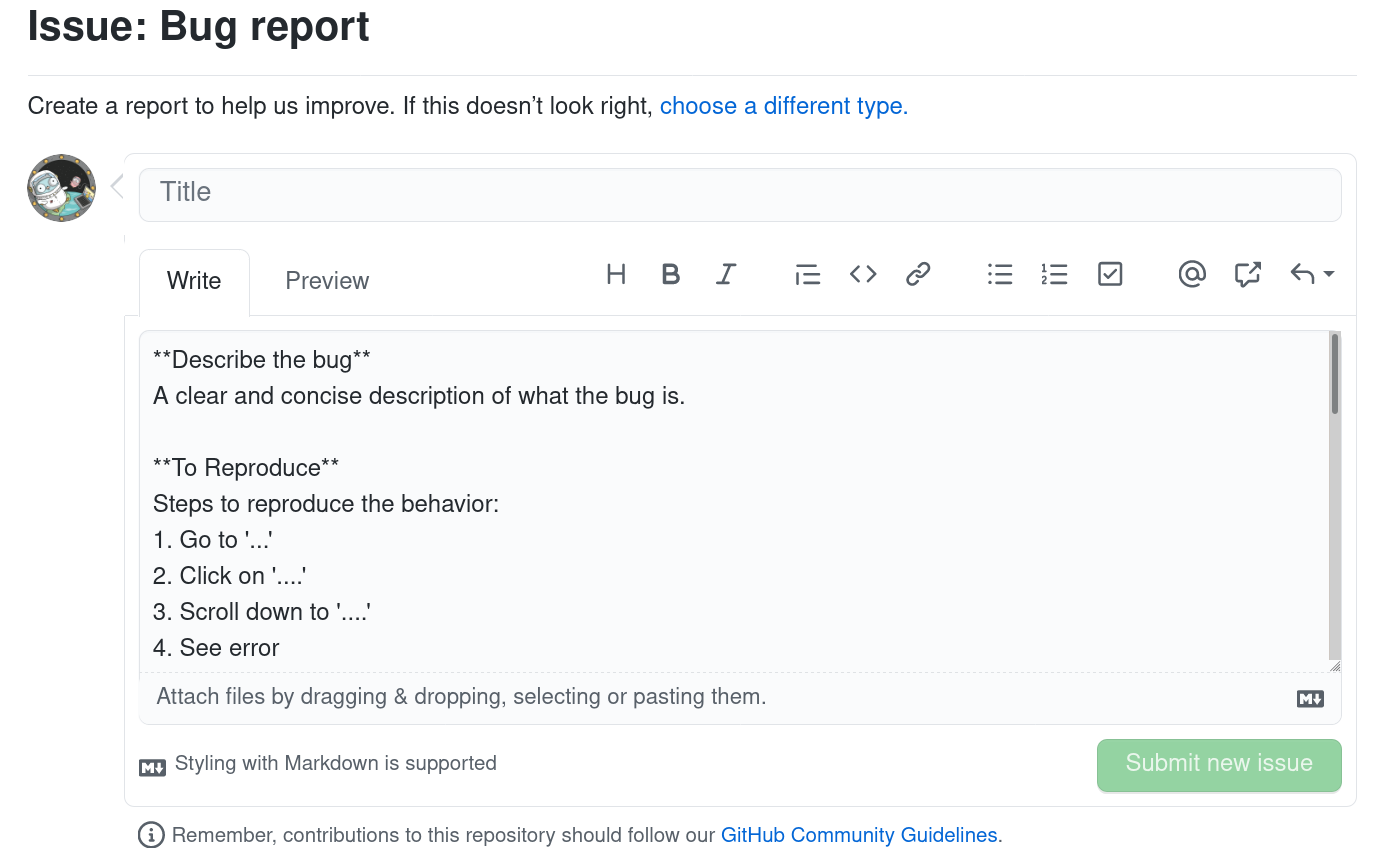 Issue: Bug report
Create a report to help us improve. If this doesn’t look right, choose a different type.
Title
Write Preview
**Describe the bug**
A clear and concise description of what the bug is.
**To Reproduce**
Steps to reproduce the behavior:
1. Go to '...'
2. Click on '....'
3. Scroll down to '....'
4. See error
Attach files by dragging & dropping, selecting or pasting them.
Styling with Markdown is supported
Submit new issue
Remember, contributions to this repository should follow our GitHub Community Guidelines.